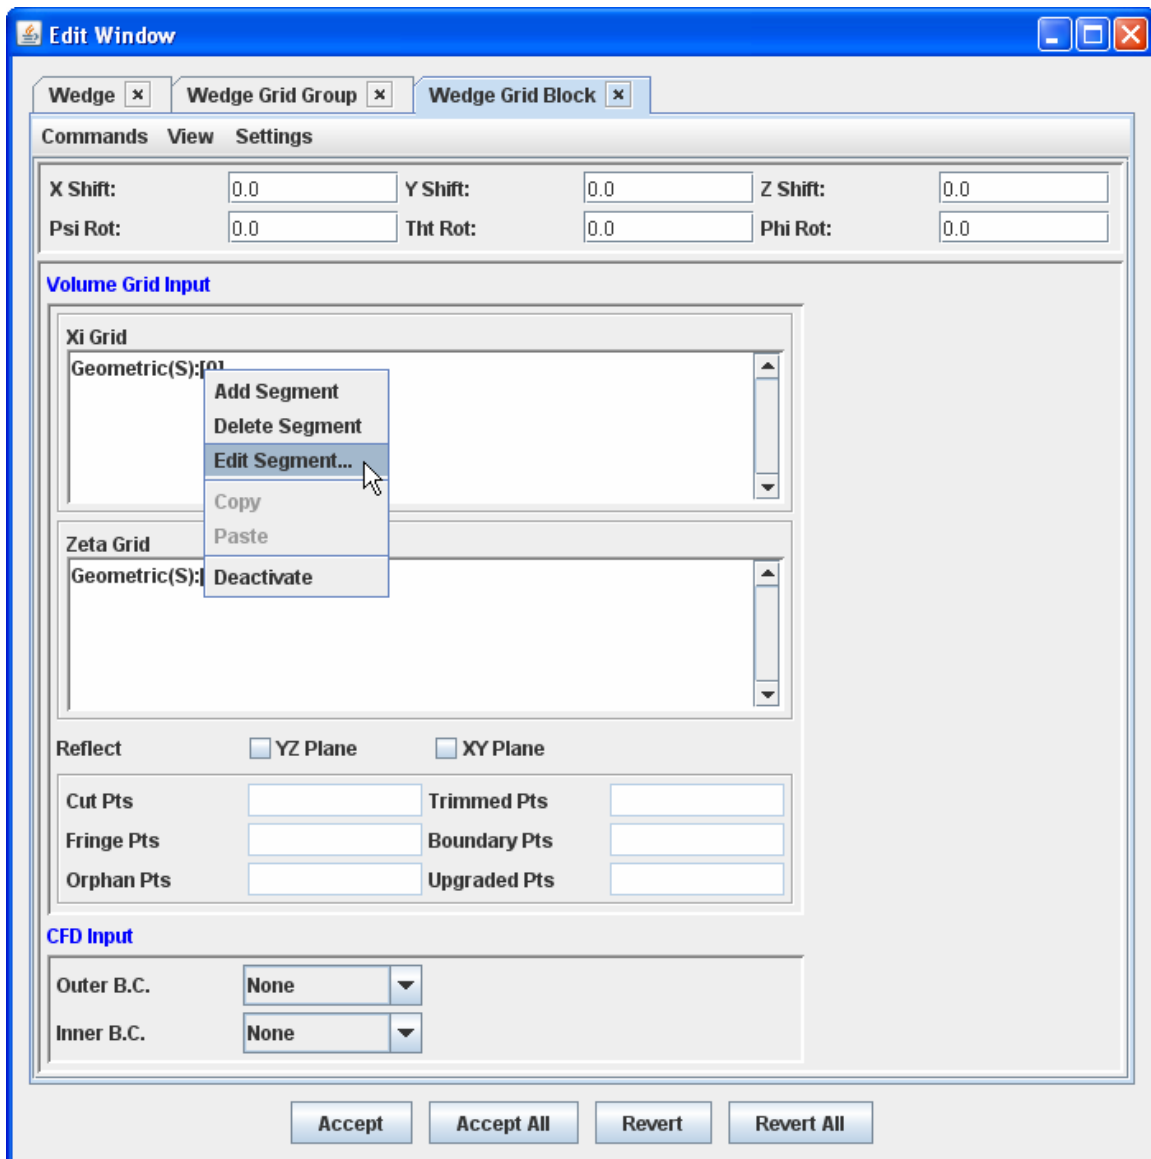 Edit Window
Wedge Wedge Grid Group Wedge Grid Block
Commands View Settings
X Shift: 0.0 Y Shift: 0.0 Z Shift: 0.0
Psi Rot: 0.0 Tht Rot: 0.0 Phi Rot: 0.0
Volume Grid Input
Xi Grid
Geometric(S):[0]
Add Segment
Delete Segment
Edit Segment...
Copy
Paste
Deactivate
Zeta Grid
Geometric(S):[
Reflect YZ Plane XY Plane
Cut Pts Trimmed Pts
Fringe Pts Boundary Pts
Orphan Pts Upgraded Pts
CFD Input
Outer B.C. None
Inner B.C. None
Accept Accept All Revert Revert All